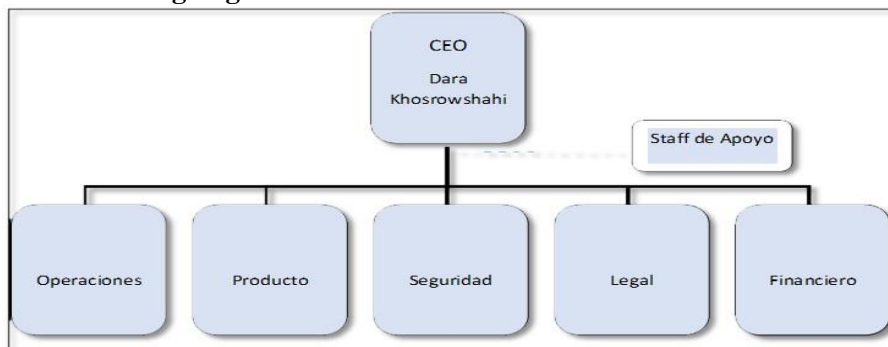 CEO
Dara
Khosrowshahi
Staff de Apoyo
Operaciones
Producto
Seguridad
Legal
Financiero